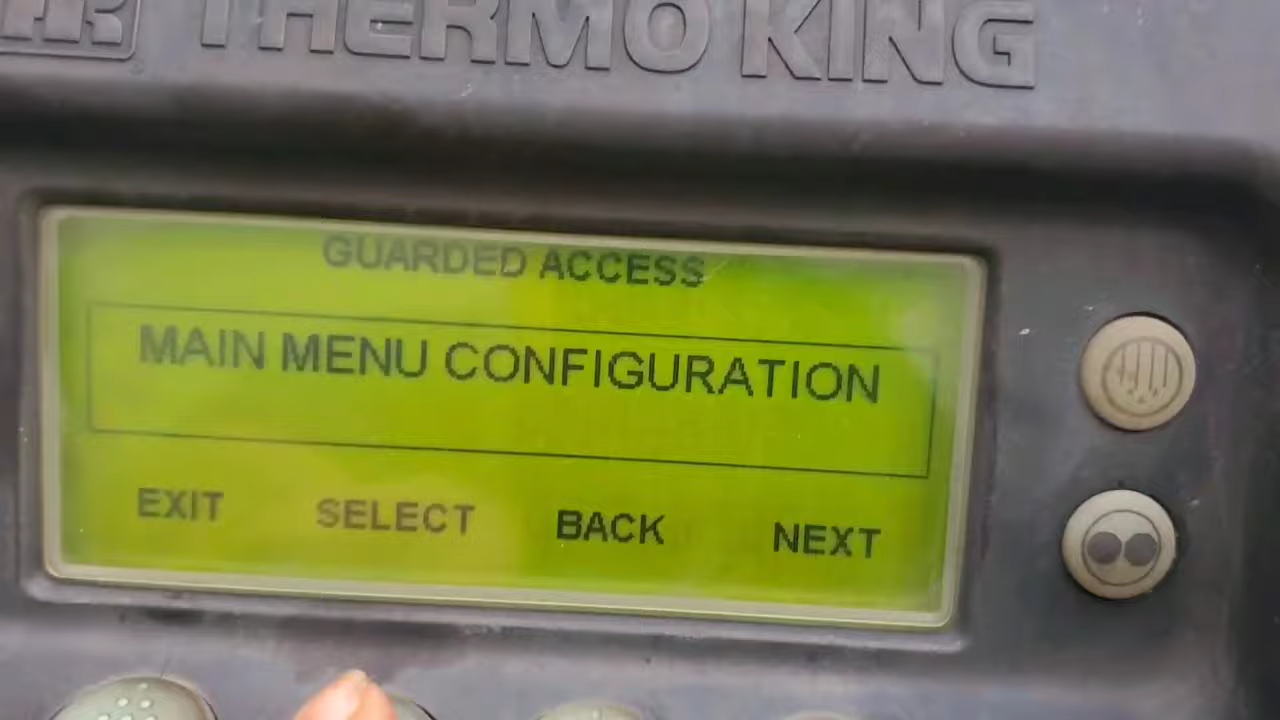 THERMO KING
GUARDED ACCESS
MAIN MENU CONFIGURATION
EXIT SELECT BACK NEXT